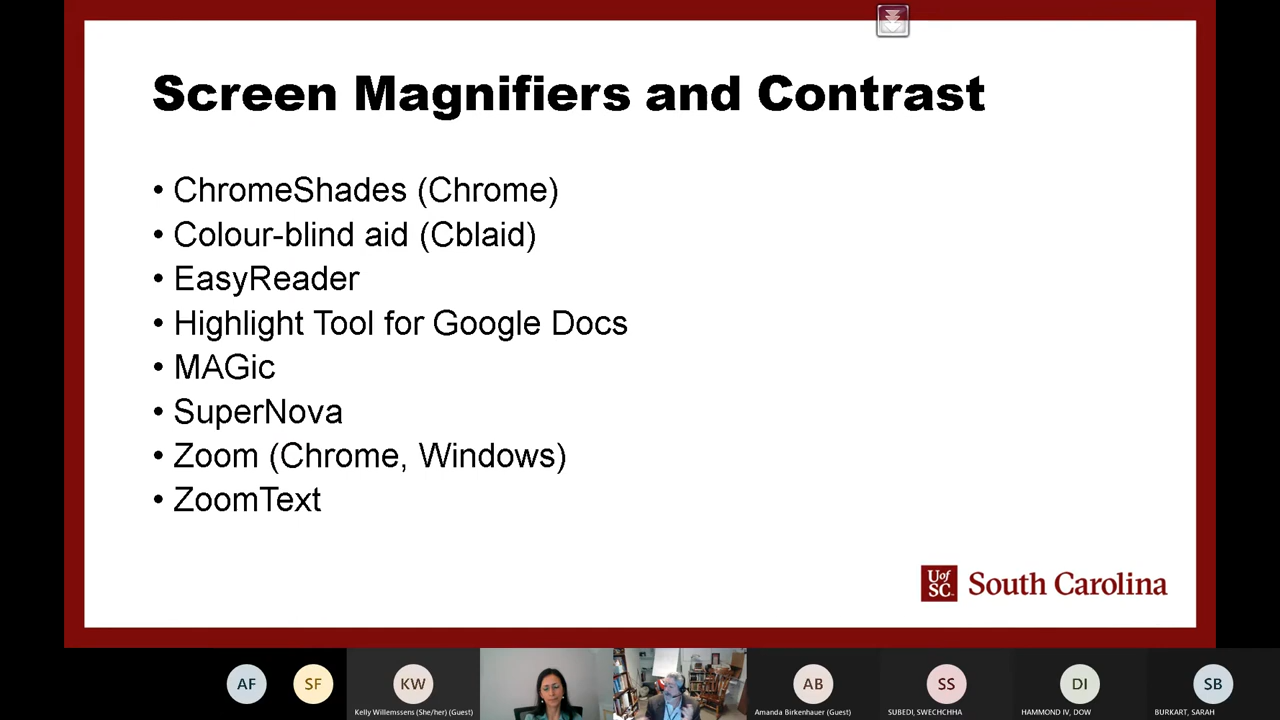 Screen Magnifiers and Contrast
• ChromeShades (Chrome)
• Colour-blind aid (Cblaid)
• EasyReader
• Highlight Tool for Google Docs
• MAGic
• SuperNova
• Zoom (Chrome, Windows)
• ZoomText
U of SC South Carolina
AF
SF
KW
AB
SS
DI
SB
Kelly Willemssens (She/her) (Guest)
Amanda Birkenhauer (Guest)
SUBEDI, SWECHCHHA
HAMMOND IV, DOW
BURKART, SARAH